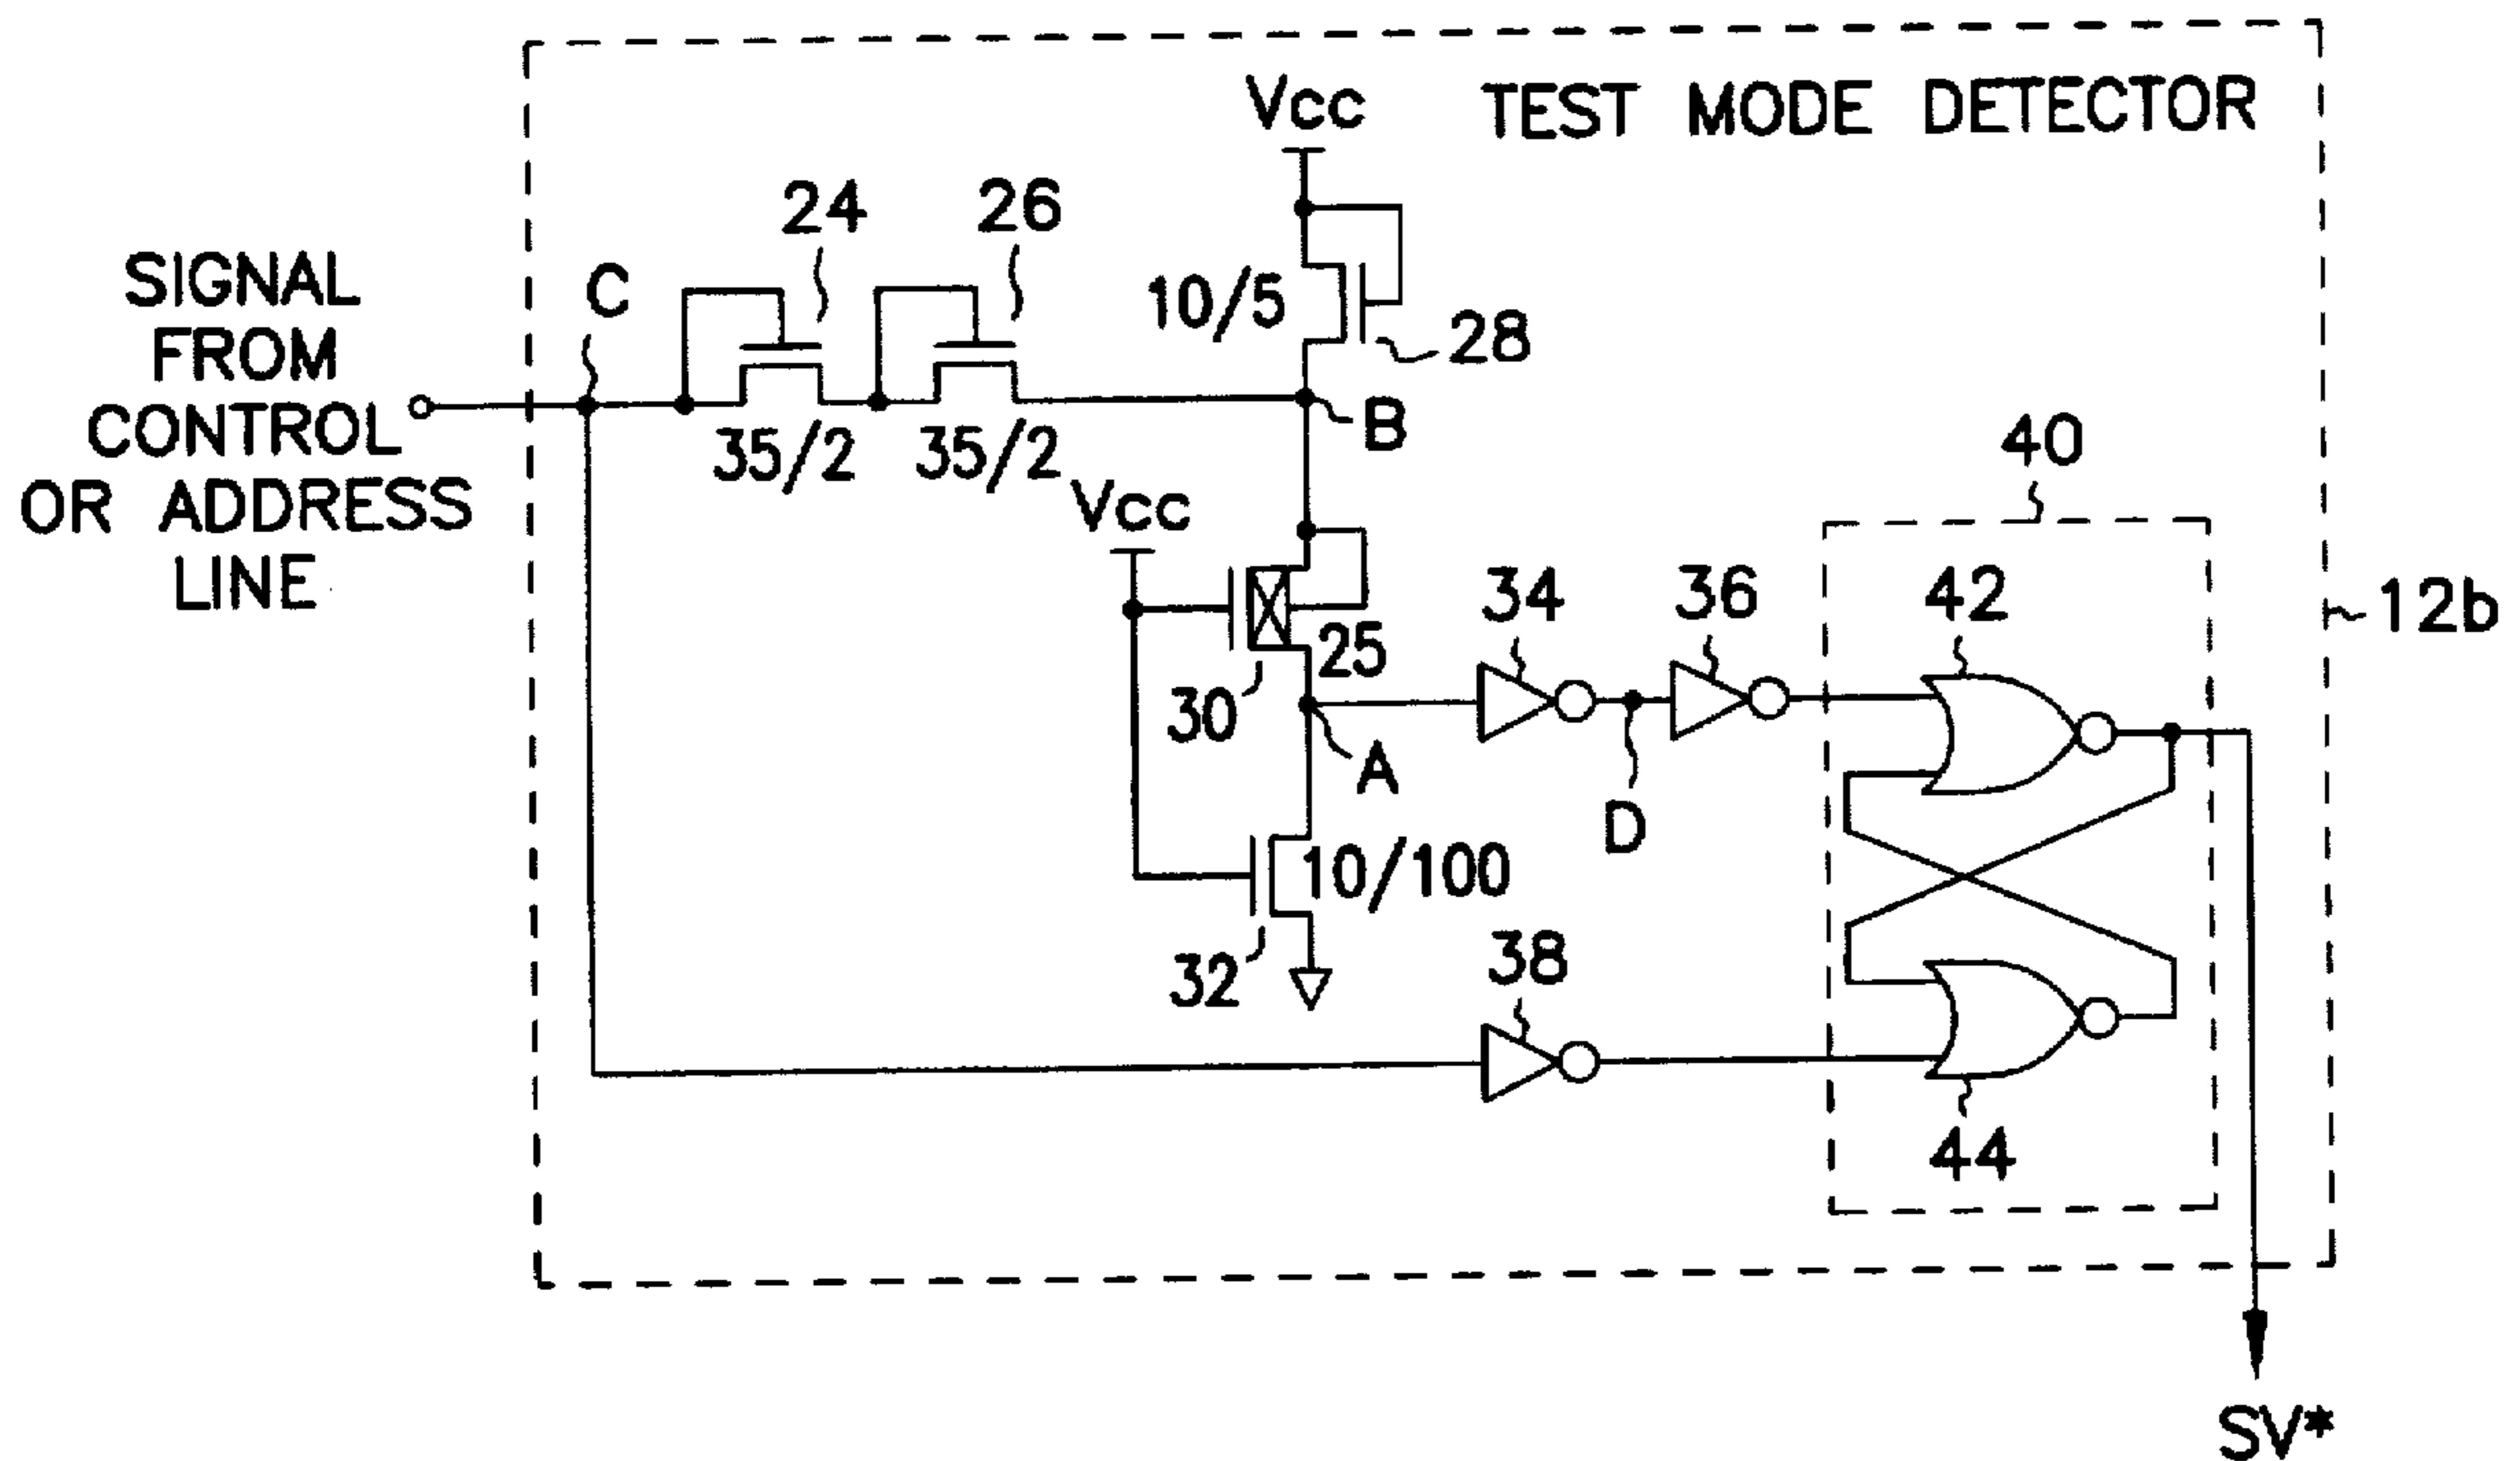 TEST MODE DETECTOR
Vcc
24
26
SIGNAL
FROM
CONTROL
OR ADDRESS
LINE
C
10/5
28
35/2
35/2
B
Vcc
40
34
36
42
12b
25
30
A
D
10/100
32
38
44
SV*